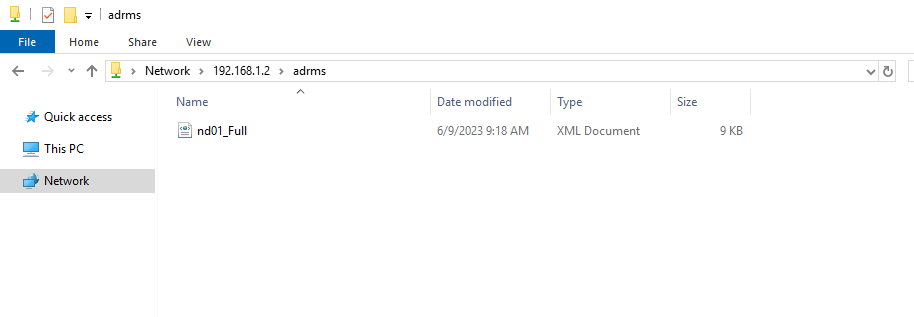 adrms
File Home Share View
Network 192.168.1.2 adrms
Name Date modified Type Size
Quick access
nd01_Full 6/9/2023 9:18 AM XML Document 9 KB
This PC
Network